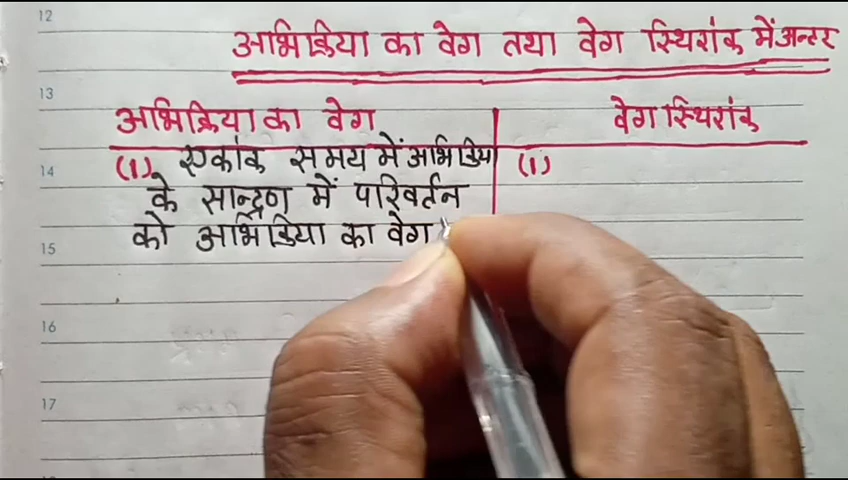 12
अभिक्रिया का वेग तथा वेग स्थिरांक में अन्तर
13
अभिक्रिया का वेग वेग स्थिरांक
14
(1) एकांक समय में अभिक्रिया (1)
के सान्द्रण में परिवर्तन
15
को अभिक्रिया का वेग
16
17